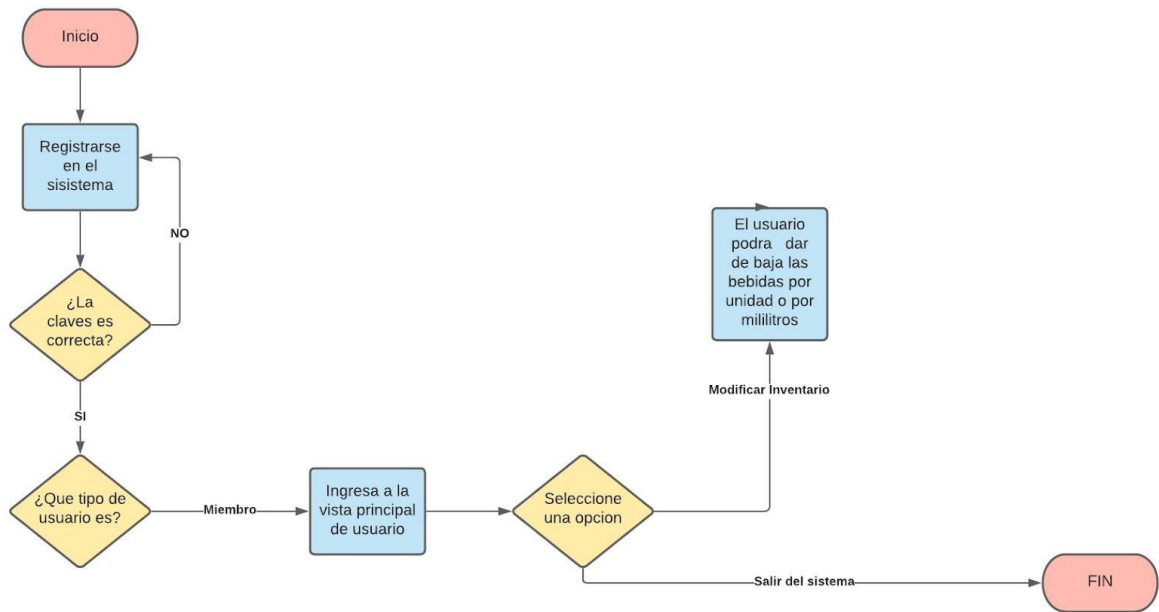 Inicio
Registrarse
en el
sisistema
NO
¿La
claves es
correcta?
SI
¿Que tipo de
usuario es?
Miembro
Ingresa a la
vista principal
de usuario
Seleccione
una opcion
Modificar Inventario
El usuario
podra dar
de baja las
bebidas por
unidad o por
mililitros
Salir del sistema
FIN